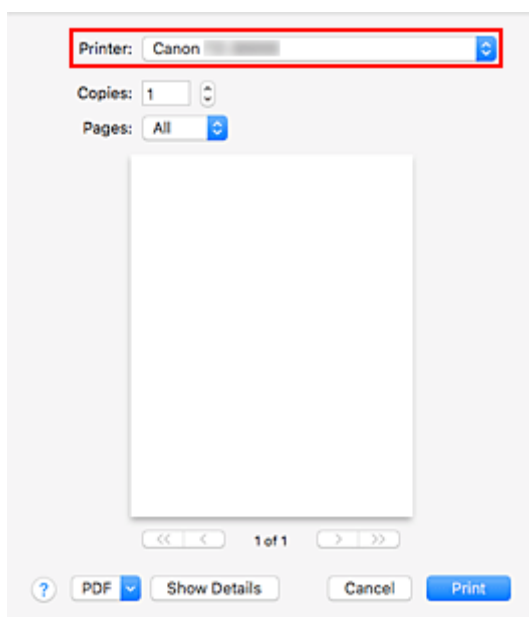 Printer: Canon
Copies: 1
Pages: All
<< < 1 of 1 > >>
? PDF Show Details Cancel Print